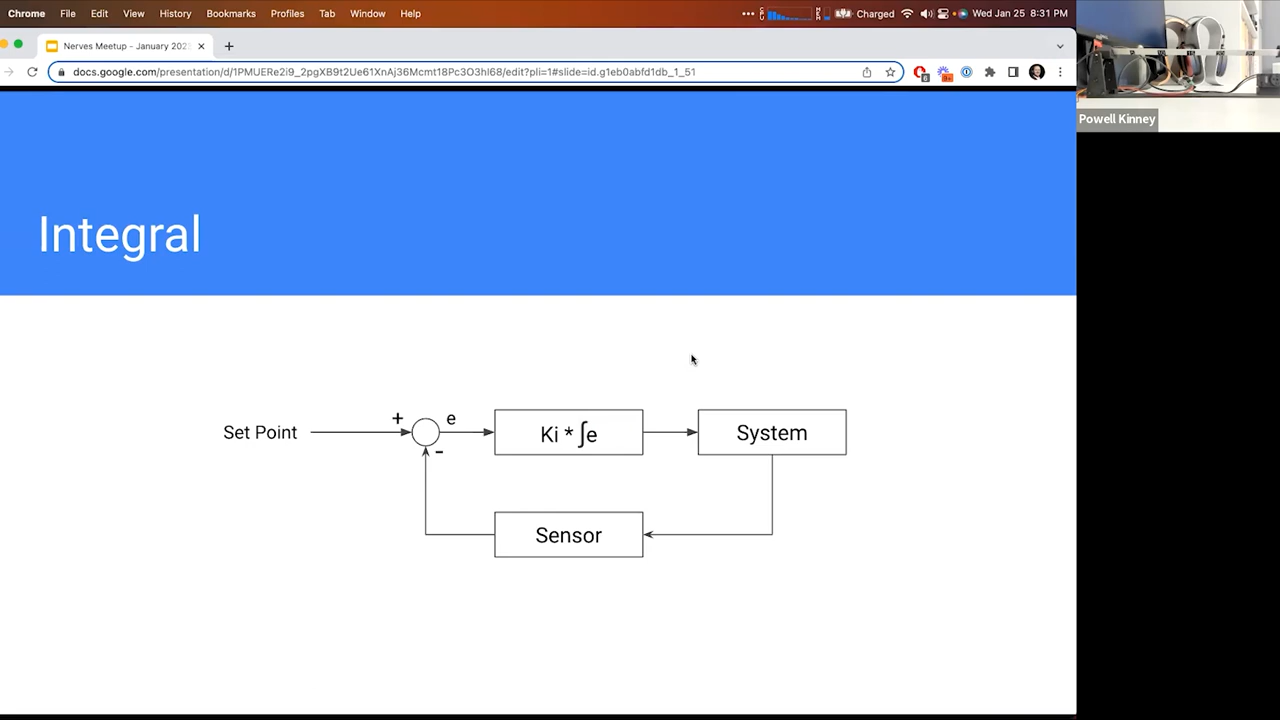 Chrome File Edit View History Bookmarks Profiles Tab Window Help ••• Charged Wed Jan 25 8:31 PM
Nerves Meetup - January 202
docs.google.com/presentation/d/1PMUERe2i9_2pgXB9t2Ue61XnAj36Mcmt18Pc3O3hl68/edit?pli=1#slide=id.g1eb0abfd1db_1_51
Powell Kinney
Integral
+ e
Set Point
Ki * ∫e
System
-
Sensor